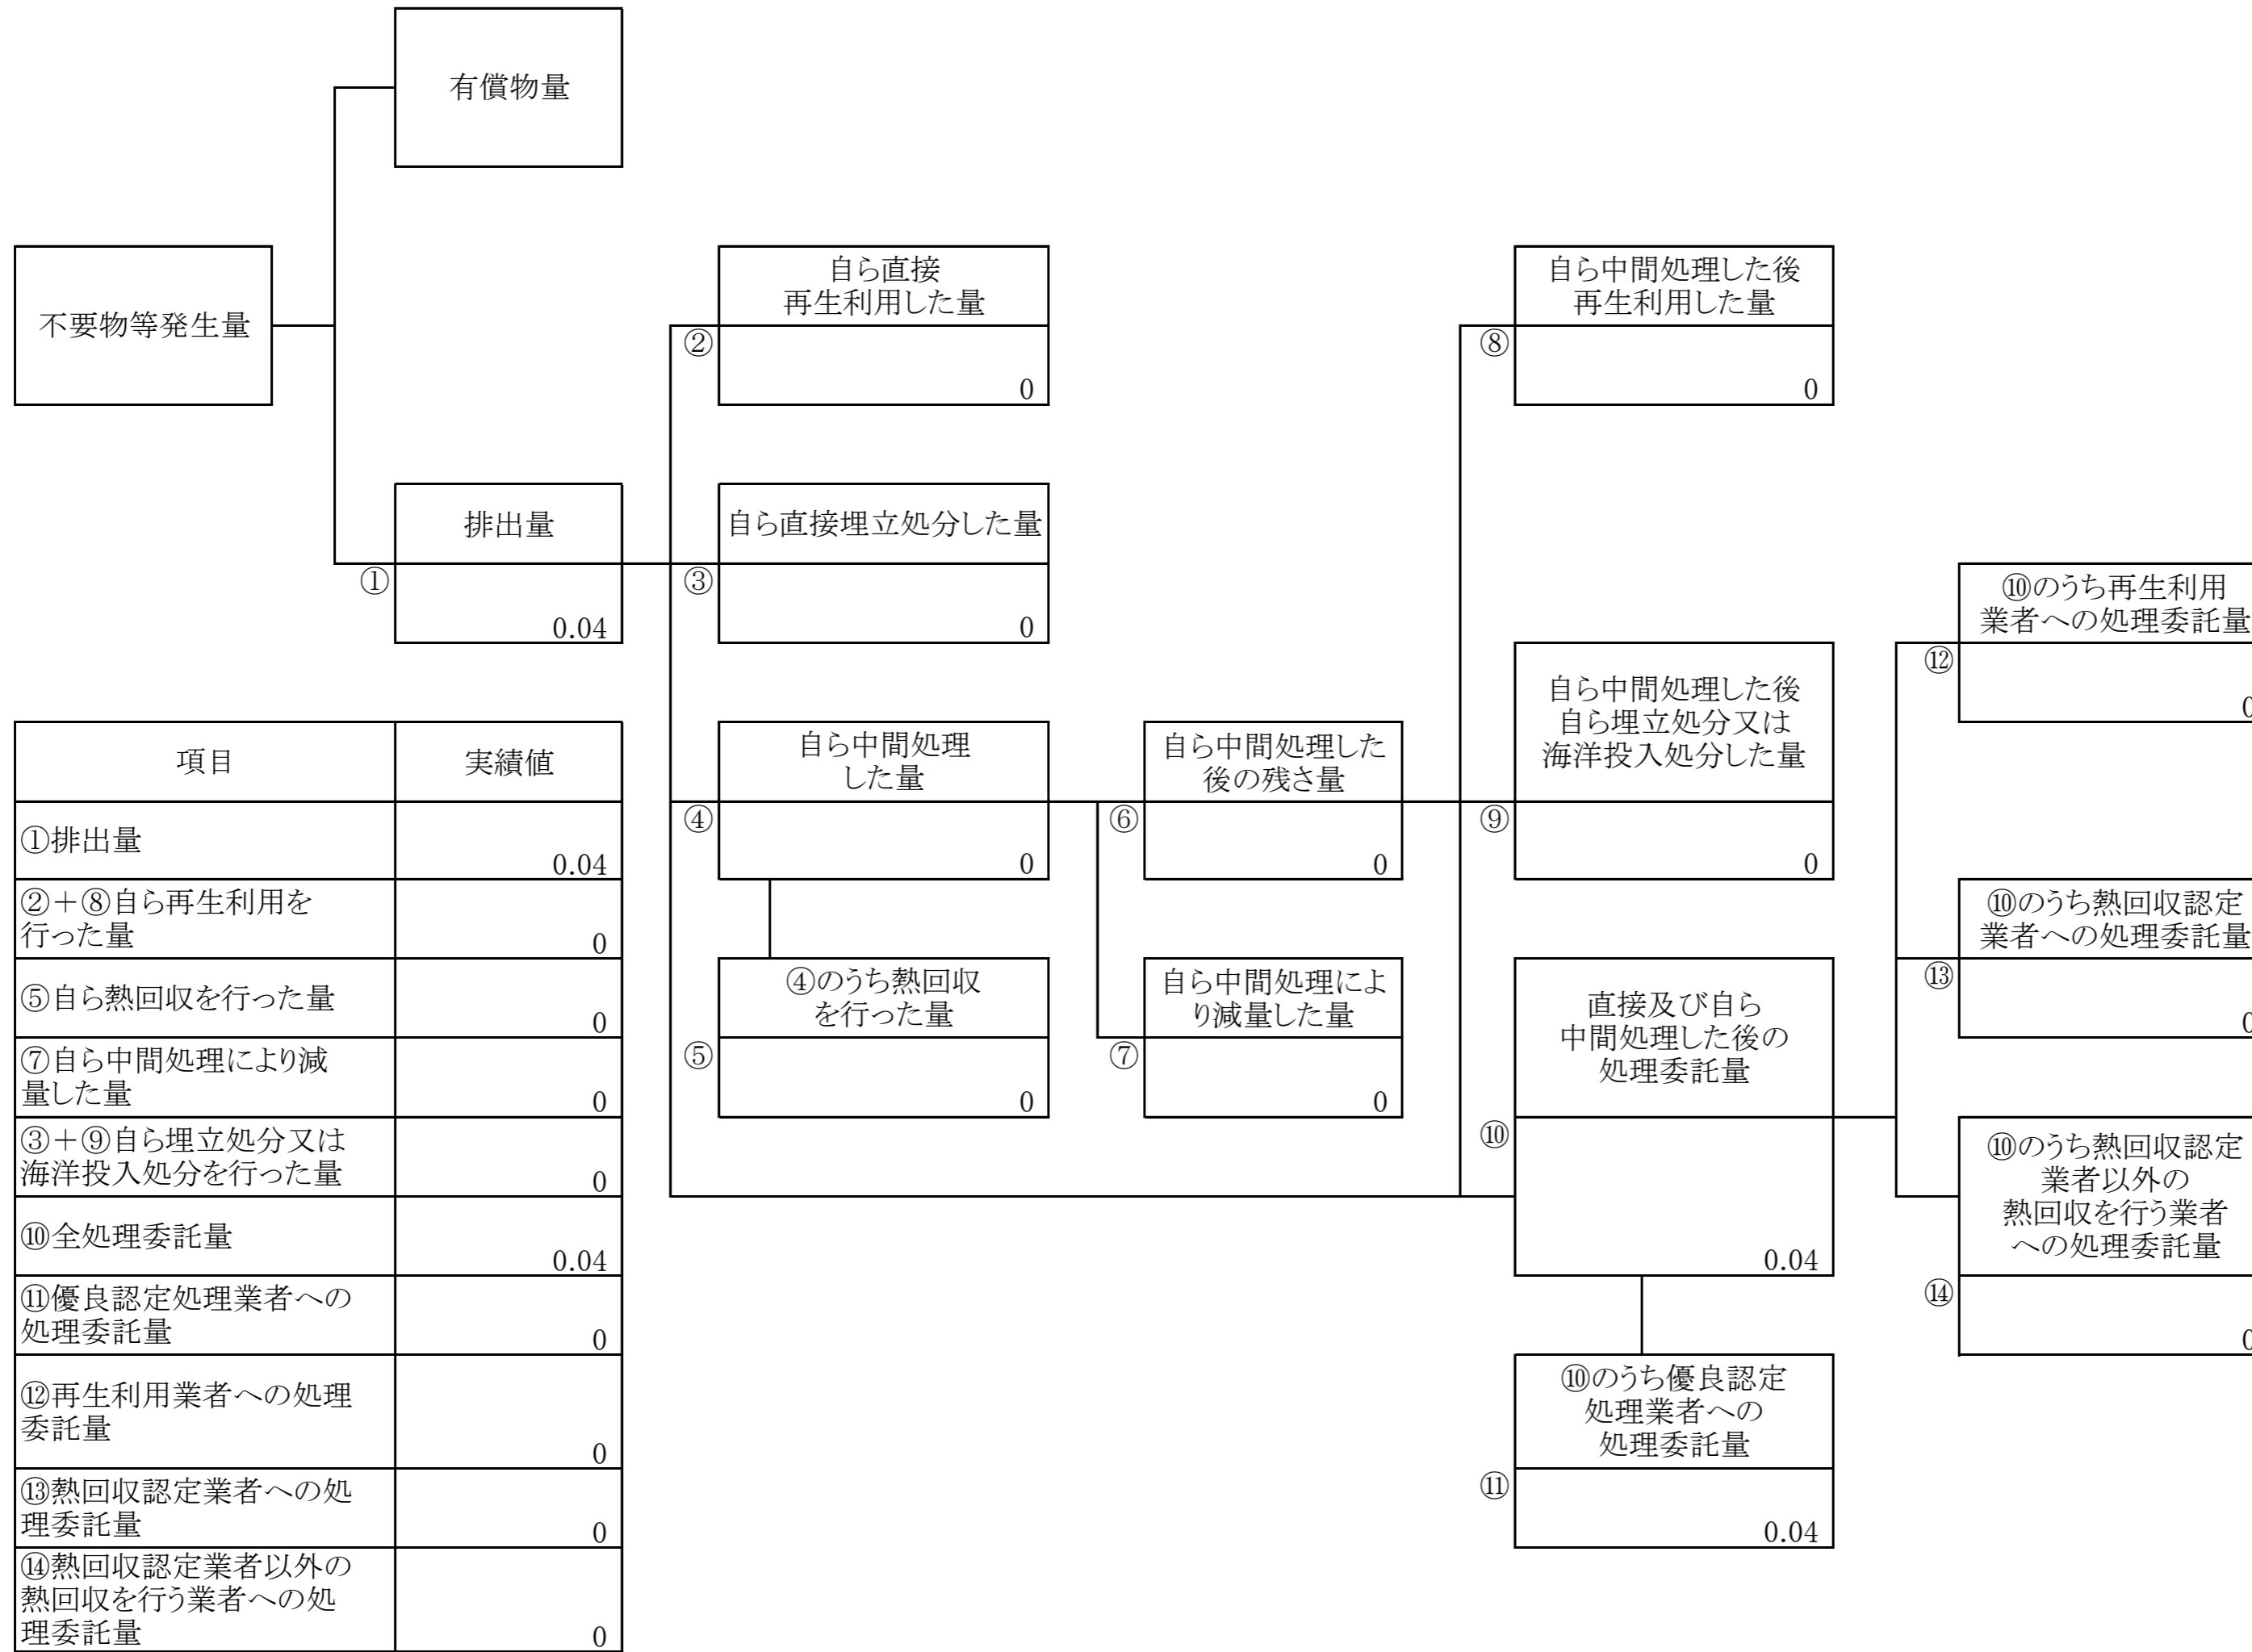 有償物量
不要物等発生量
自ら直接
再生利用した量
②
0
自ら中間処理した後
再生利用した量
⑧
0
排出量
①
0.04
自ら直接埋立処分した量
③
0
⑩のうち再生利用
業者への処理委託量
⑫
0
自ら中間処理
した量
④
0
自ら中間処理した
後の残さ量
⑥
0
自ら中間処理した後
自ら埋立処分又は
海洋投入処分した量
⑨
0
⑩のうち熱回収認定
業者への処理委託量
⑬
0
④のうち熱回収
を行った量
⑤
0
自ら中間処理によ
り減量した量
⑦
0
直接及び自ら
中間処理した後の
処理委託量
⑩
0.04
⑩のうち熱回収認定
業者以外の
熱回収を行う業者
への処理委託量
⑭
0
⑩のうち優良認定
処理業者への
処理委託量
⑪
0.04
項目 実績値
①排出量
0.04
②＋⑧自ら再生利用を
行った量
0
⑤自ら熱回収を行った量
0
⑦自ら中間処理により減
量した量
0
③＋⑨自ら埋立処分又は
海洋投入処分を行った量
0
⑩全処理委託量
0.04
⑪優良認定処理業者への
処理委託量
0
⑫再生利用業者への処理
委託量
0
⑬熱回収認定業者への処
理委託量
0
⑭熱回収認定業者以外の
熱回収を行う業者への処
理委託量
0